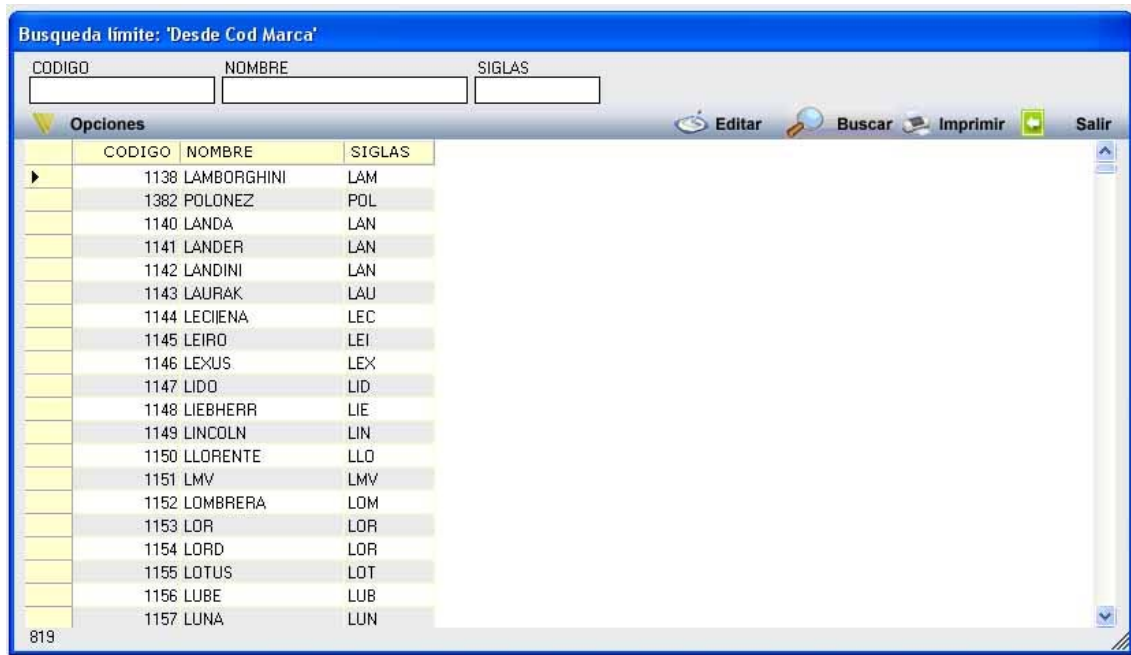 Busqueda límite: 'Desde Cod Marca'
CODIGO NOMBRE SIGLAS
Opciones Editar Buscar Imprimir Salir
CODIGO NOMBRE SIGLAS
1138 LAMBORGHINI LAM
1382 POLONEZ POL
1140 LANDA LAN
1141 LANDER LAN
1142 LANDINI LAN
1143 LAURAK LAU
1144 LECI|ENA LEC
1145 LEIRO LEI
1146 LEXUS LEX
1147 LIDO LID
1148 LIEBHERR LIE
1149 LINCOLN LIN
1150 LLORENTE LLO
1151 LMV LMV
1152 LOMBRERA LOM
1153 LOR LOR
1154 LORD LOR
1155 LOTUS LOT
1156 LUBE LUB
1157 LUNA LUN
819